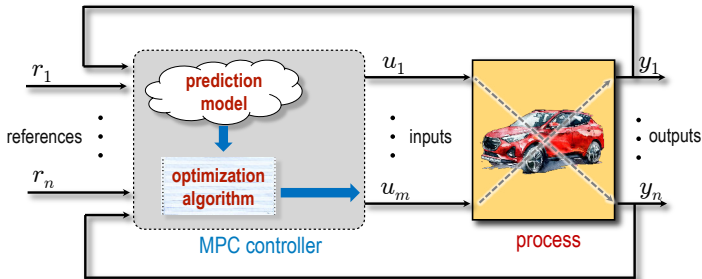 r1
prediction
model
u1
y1
references
inputs
outputs
optimization
algorithm
rn
um
yn
MPC controller
process